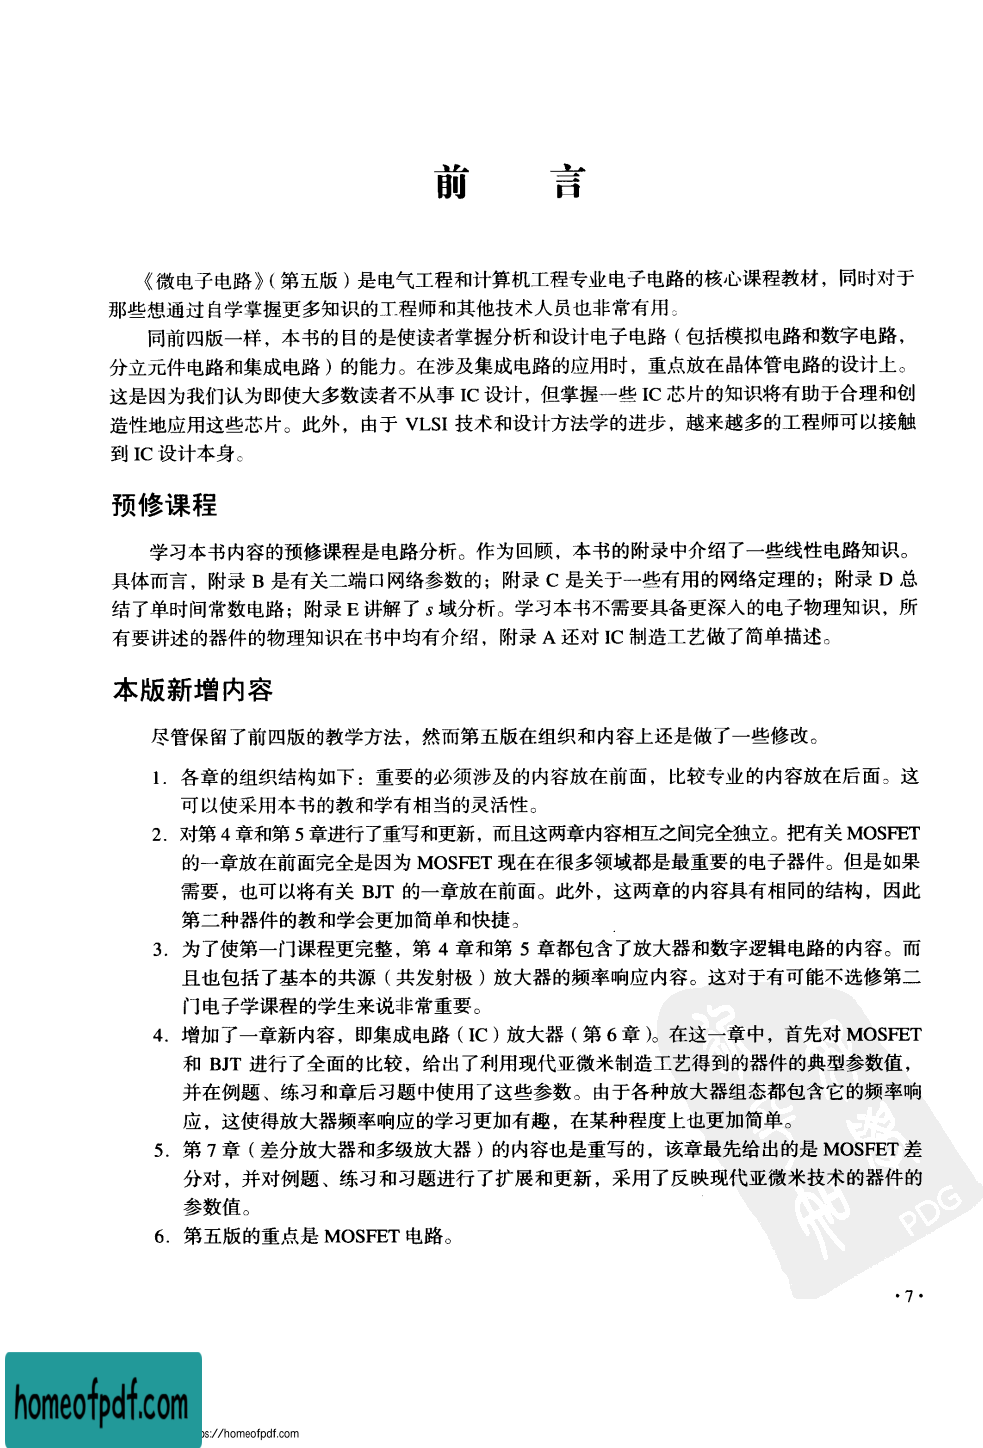 前 言
《微电子电路》（第五版）是电气工程和计算机工程专业电子电路的核心课程教材，同时对于
那些想通过自学掌握更多知识的工程师和其他技术人员也非常有用。
同前四版一样，本书的目的是使读者掌握分析和设计电子电路（包括模拟电路和数字电路，
分立元件电路和集成电路）的能力。在涉及集成电路的应用时，重点放在晶体管电路的设计上。
这是因为我们认为即使大多数读者不从事 IC 设计，但掌握一些 IC 芯片的知识将有助于合理和创
造性地应用这些芯片。此外，由于 VLSI 技术和设计方法学的进步，越来越多的工程师可以接触
到 IC 设计本身。
预修课程
学习本书内容的预修课程是电路分析。作为回顾，本书的附录中介绍了一些线性电路知识。
具体而言，附录 B 是有关二端口网络参数的；附录 C 是关于一些有用的网络定理的；附录 D 总
结了单时间常数电路；附录 E 讲解了 s 域分析。学习本书不需要具备更深入的电子物理知识，所
有要讲述的器件的物理知识在书中均有介绍，附录 A 还对 IC 制造工艺做了简单描述。
本版新增内容
尽管保留了前四版的教学方法，然而第五版在组织和内容上还是做了一些修改。
1. 各章的组织结构如下：重要的必须涉及的内容放在前面，比较专业的内容放在后面。这
可以使采用本书的教和学有相当的灵活性。
2. 对第 4 章和第 5 章进行了重写和更新，而且这两章内容相互之间完全独立。把有关 MOSFET
的一章放在前面完全是因为 MOSFET 现在在很多领域都是最重要的电子器件。但是如果
需要，也可以将有关 BJT 的一章放在前面。此外，这两章的内容具有相同的结构，因此
第二种器件的教和学会更加简单和快捷。
3. 为了使第一门课程更完整，第 4 章和第 5 章都包含了放大器和数字逻辑电路的内容。而
且也包括了基本的共源（共发射极）放大器的频率响应内容。这对于有可能不选修第二
门电子学课程的学生来说非常重要。
4. 增加了一章新内容，即集成电路（IC）放大器（第 6 章）。在这一章中，首先对 MOSFET
和 BJT 进行了全面的比较，给出了利用现代亚微米制造工艺得到的器件的典型参数值，
并在例题、练习和章后习题中使用了这些参数。由于各种放大器组态都包含它的频率响
应，这使得放大器频率响应的学习更加有趣，在某种程度上也更加简单。
5. 第 7 章（差分放大器和多级放大器）的内容也是重写的，该章最先给出的是 MOSFET 差
分对，并对例题、练习和习题进行了扩展和更新，采用了反映现代亚微米技术的器件的
参数值。
6. 第五版的重点是 MOSFET 电路。
PDG
·7·
homeofpdf.com
ps://homeofpdf.com